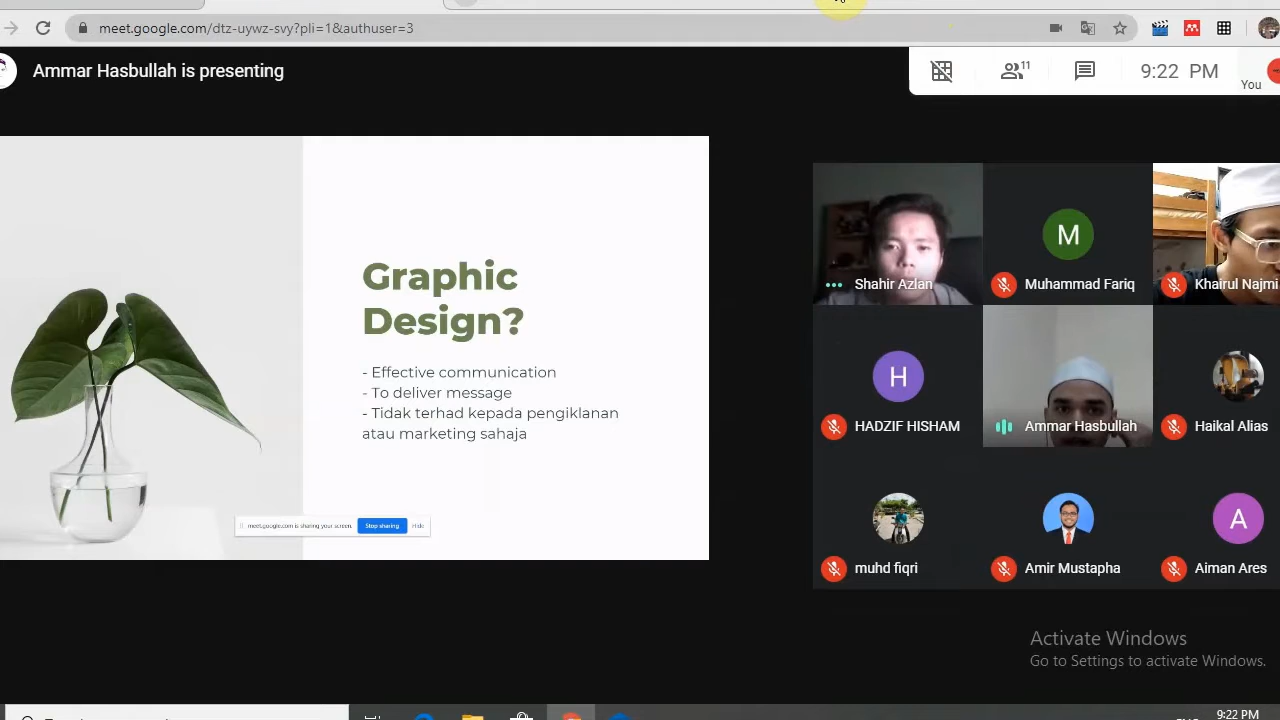 meet.google.com/dtz-uywz-svy?pli=1&authuser=3
Ammar Hasbullah is presenting
11
9:22 PM
You
Graphic
Design?
- Effective communication
- To deliver message
- Tidak terhad kepada pengiklanan
atau marketing sahaja
meet.google.com is sharing your screen.
Stop sharing
Hide
Shahir Azlan
M
Muhammad Fariq
Khairul Najmi
H
HADZIF HISHAM
Ammar Hasbullah
Haikal Alias
muhd fiqri
Amir Mustapha
A
Aiman Ares
Activate Windows
Go to Settings to activate Windows.
9:22 PM